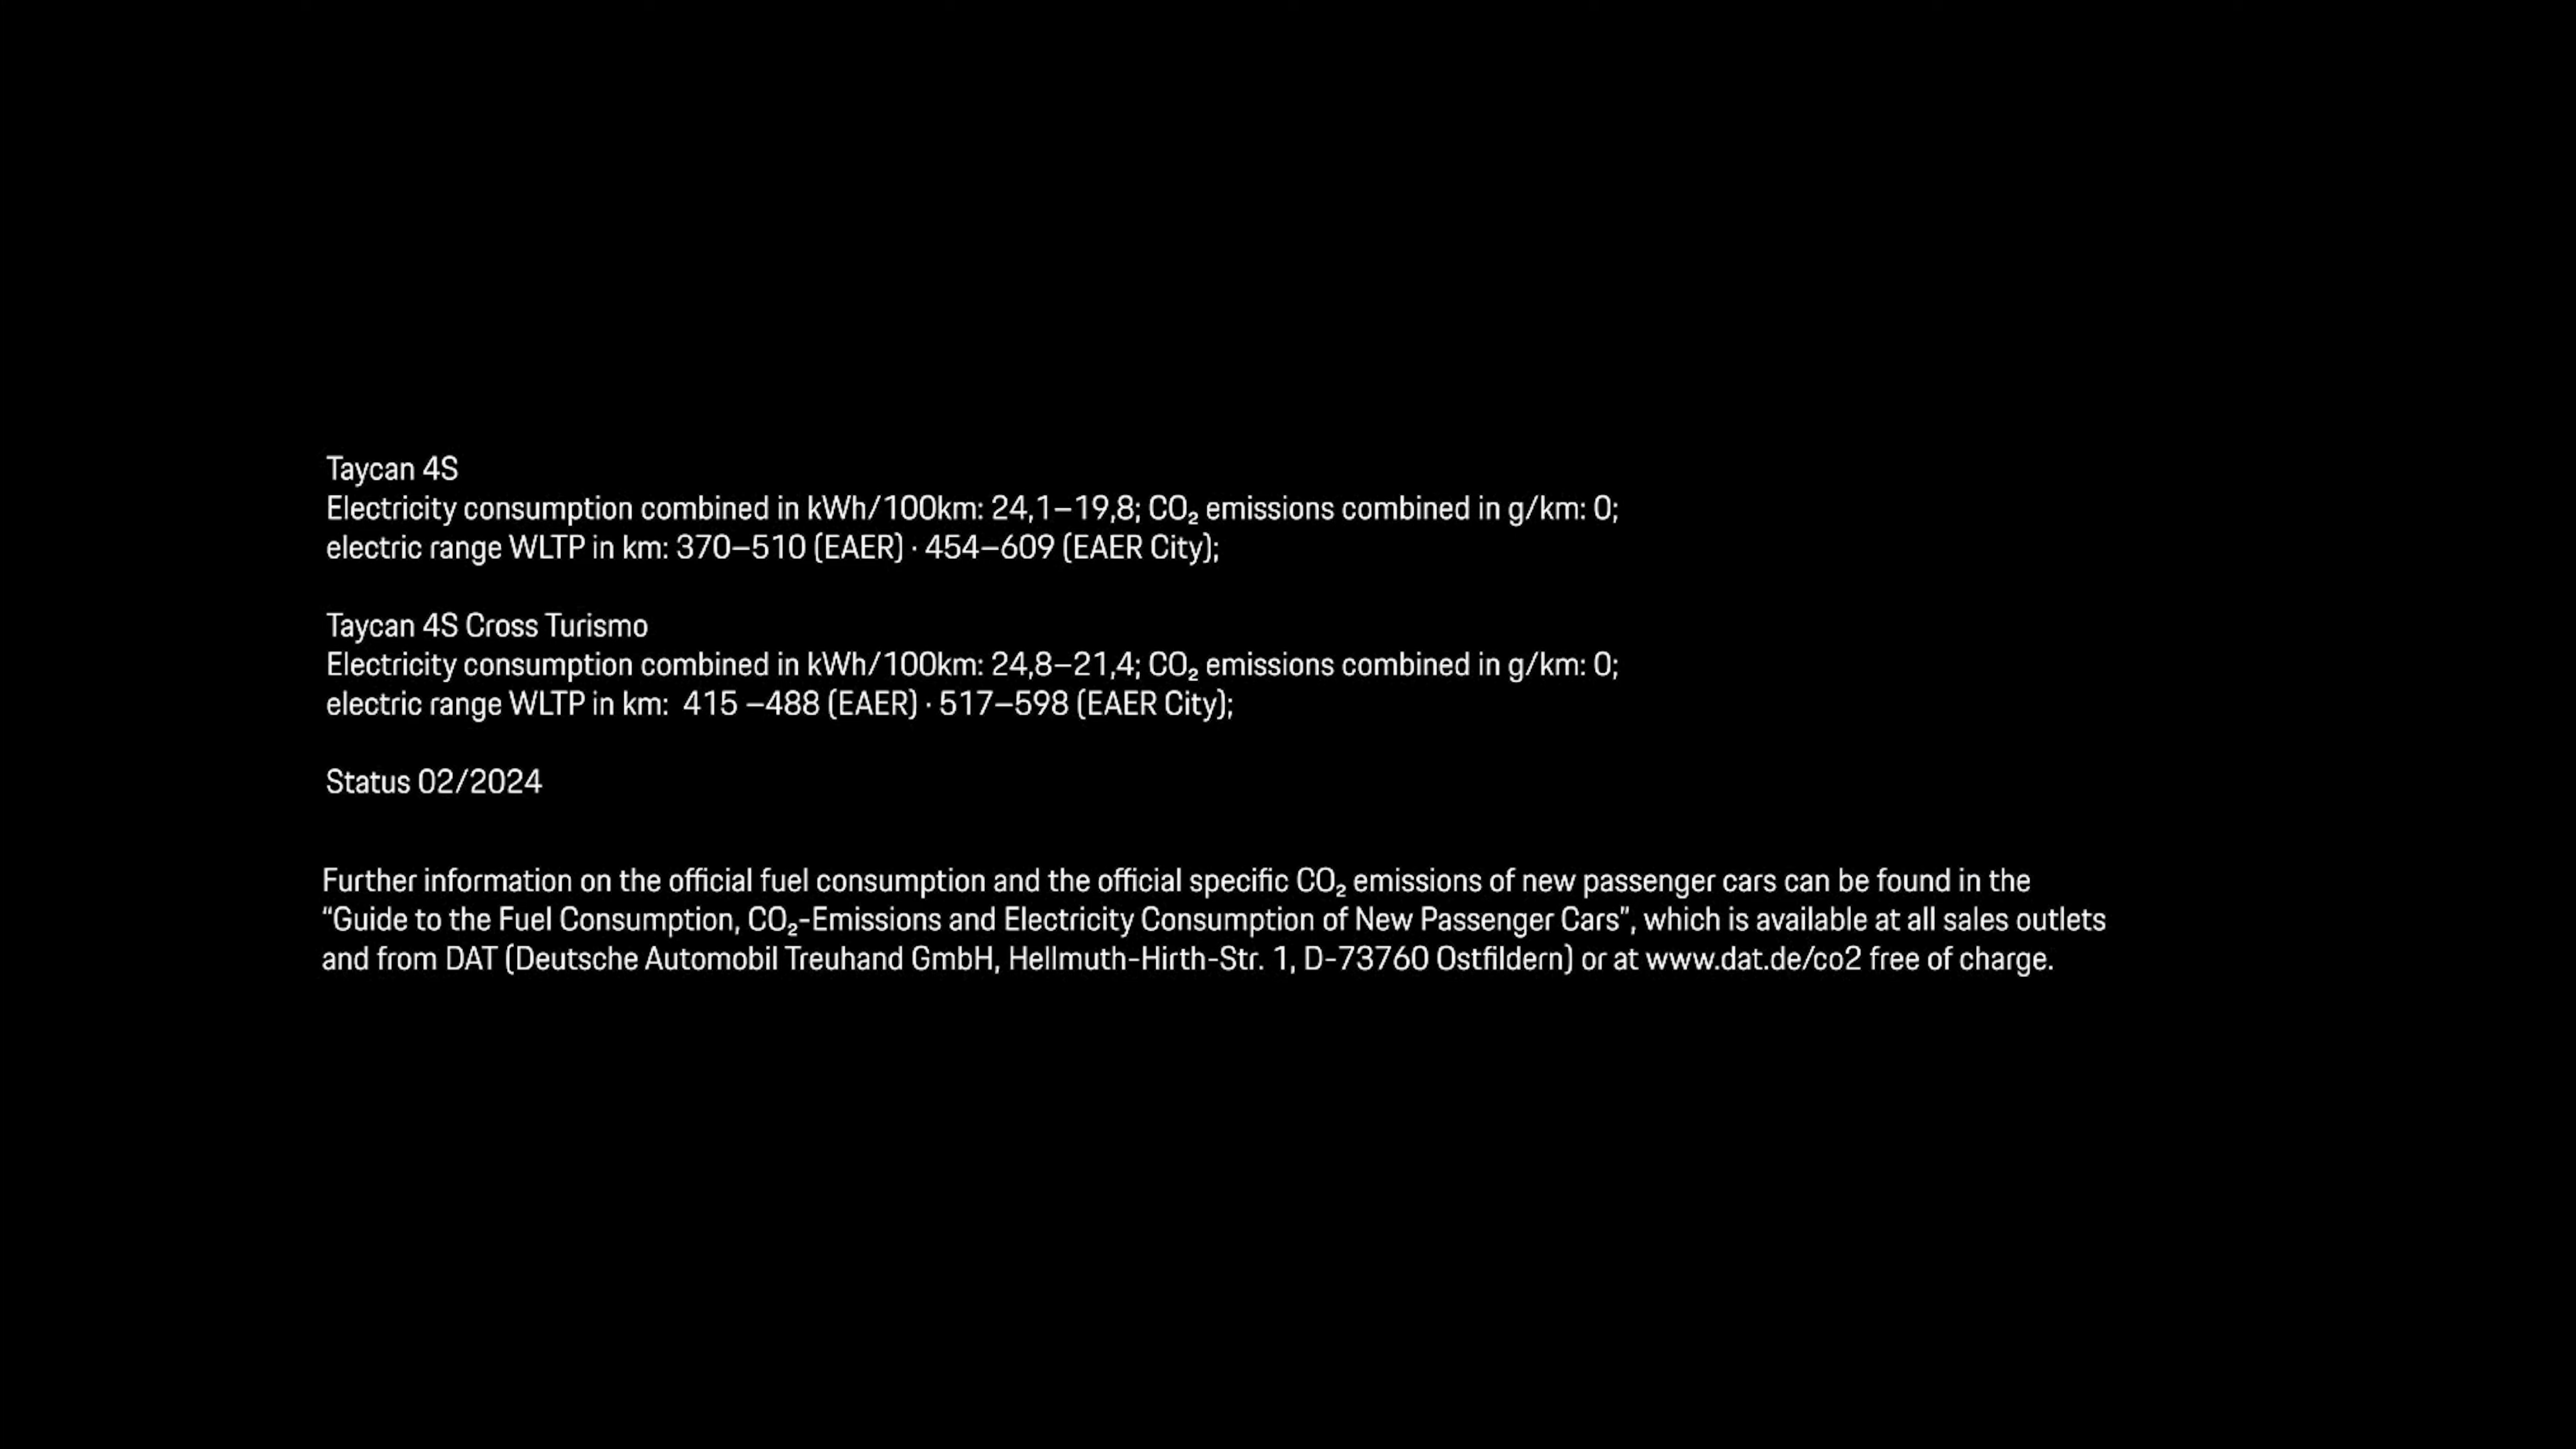 Taycan 4S
Electricity consumption combined in kWh/100km: 24,1–19,8; CO₂ emissions combined in g/km: 0;
electric range WLTP in km: 370–510 (EAER) · 454–609 (EAER City);
Taycan 4S Cross Turismo
Electricity consumption combined in kWh/100km: 24,8–21,4; CO₂ emissions combined in g/km: 0;
electric range WLTP in km:  415 –488 (EAER) · 517–598 (EAER City);
Status 02/2024
Further information on the official fuel consumption and the official specific CO₂ emissions of new passenger cars can be found in the
“Guide to the Fuel Consumption, CO₂-Emissions and Electricity Consumption of New Passenger Cars”, which is available at all sales outlets
and from DAT (Deutsche Automobil Treuhand GmbH, Hellmuth-Hirth-Str. 1, D-73760 Ostfildern) or at www.dat.de/co2 free of charge.